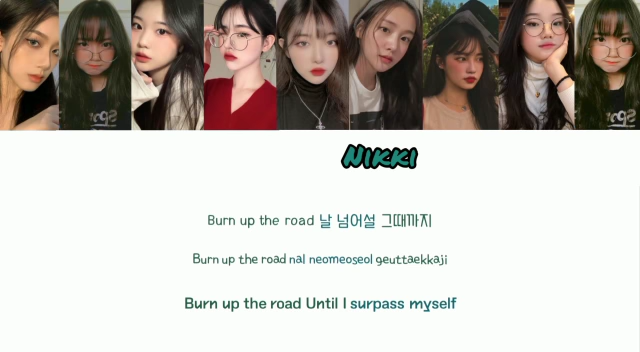 Nikki
Burn up the road 날 넘어설 그때까지
Burn up the road nal neomeoseol geuttaekkaji
Burn up the road Until I surpass myself